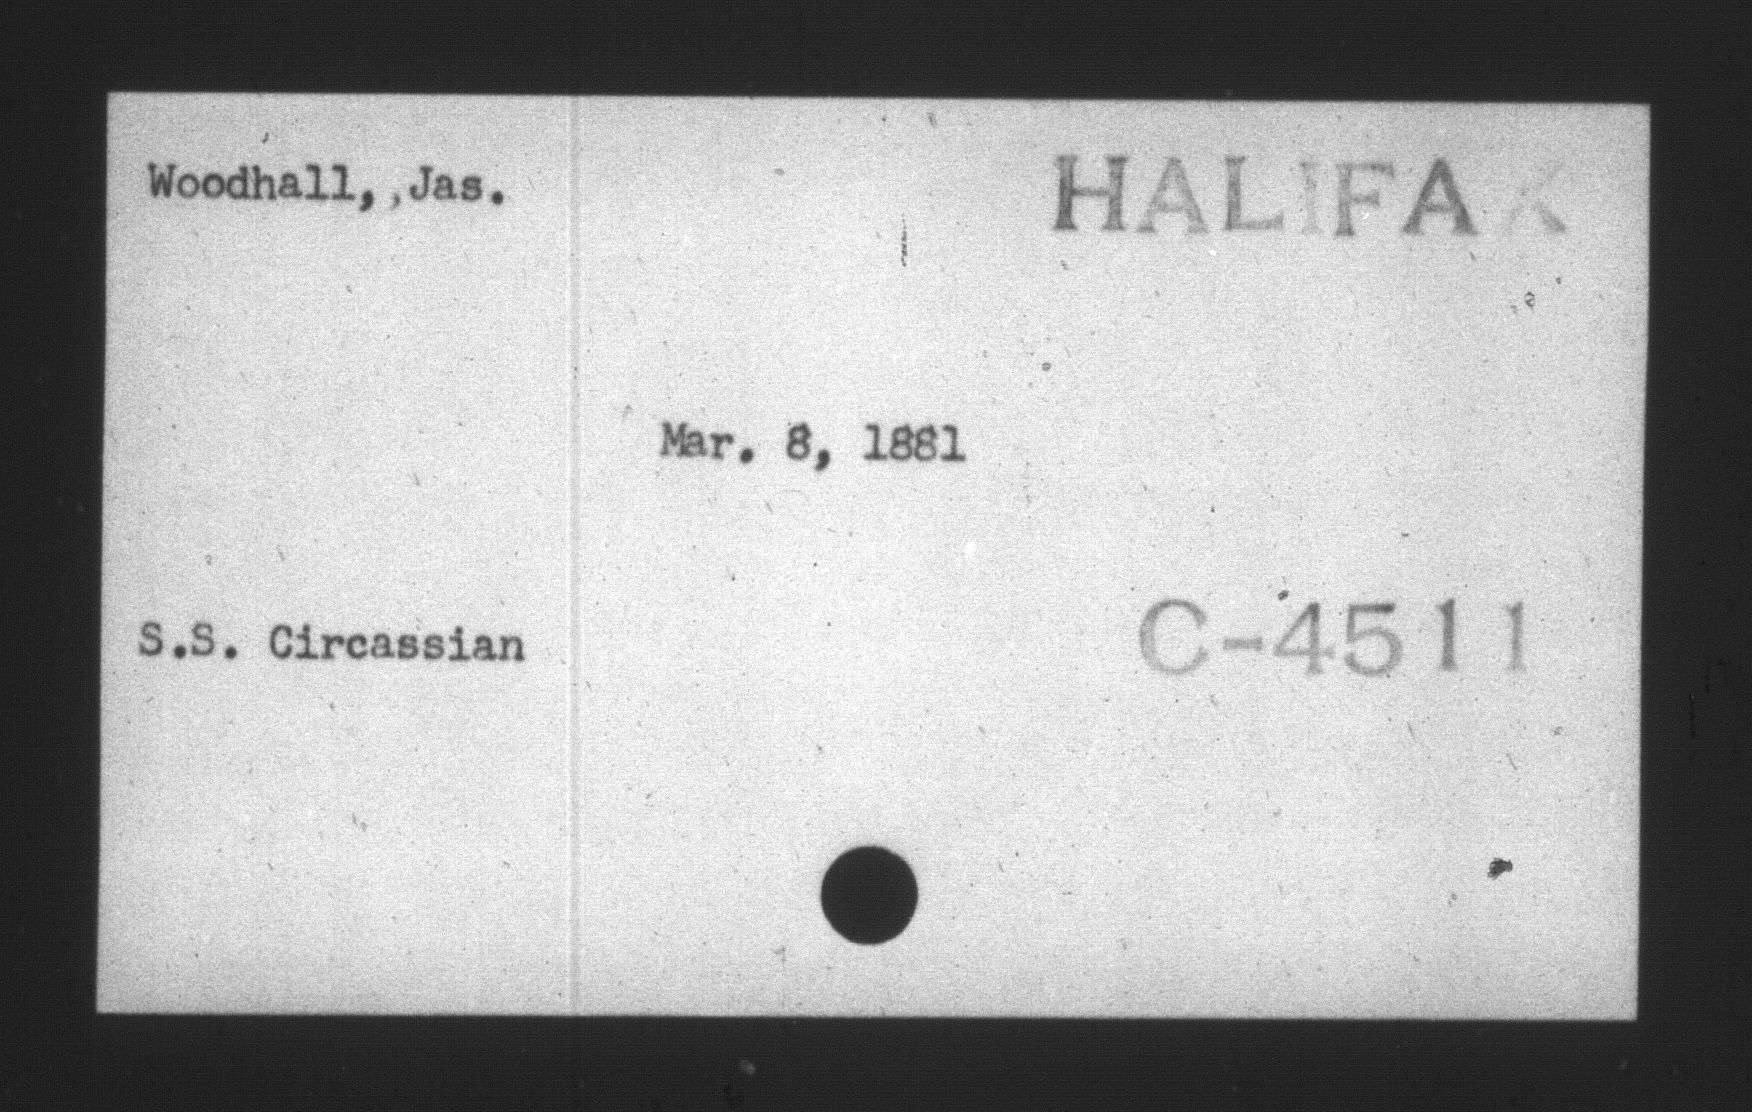 Woodhall, ,Jas.
HALIFAX
Mar. 8, 1881
S.S. Circassian
C-4511